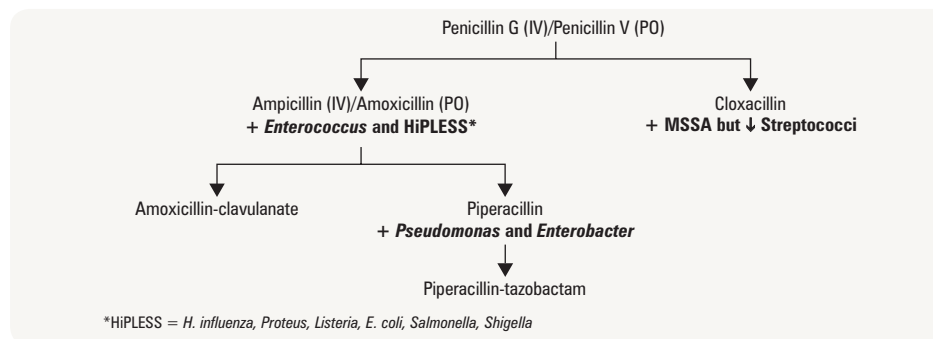 Penicillin G (IV)/Penicillin V (PO)
Ampicillin (IV)/Amoxicillin (PO)
+ Enterococcus and HiPLESS*
Cloxacillin
+ MSSA but ↓ Streptococci
Amoxicillin-clavulanate
Piperacillin
+ Pseudomonas and Enterobacter
Piperacillin-tazobactam
*HiPLESS = H. influenza, Proteus, Listeria, E. coli, Salmonella, Shigella